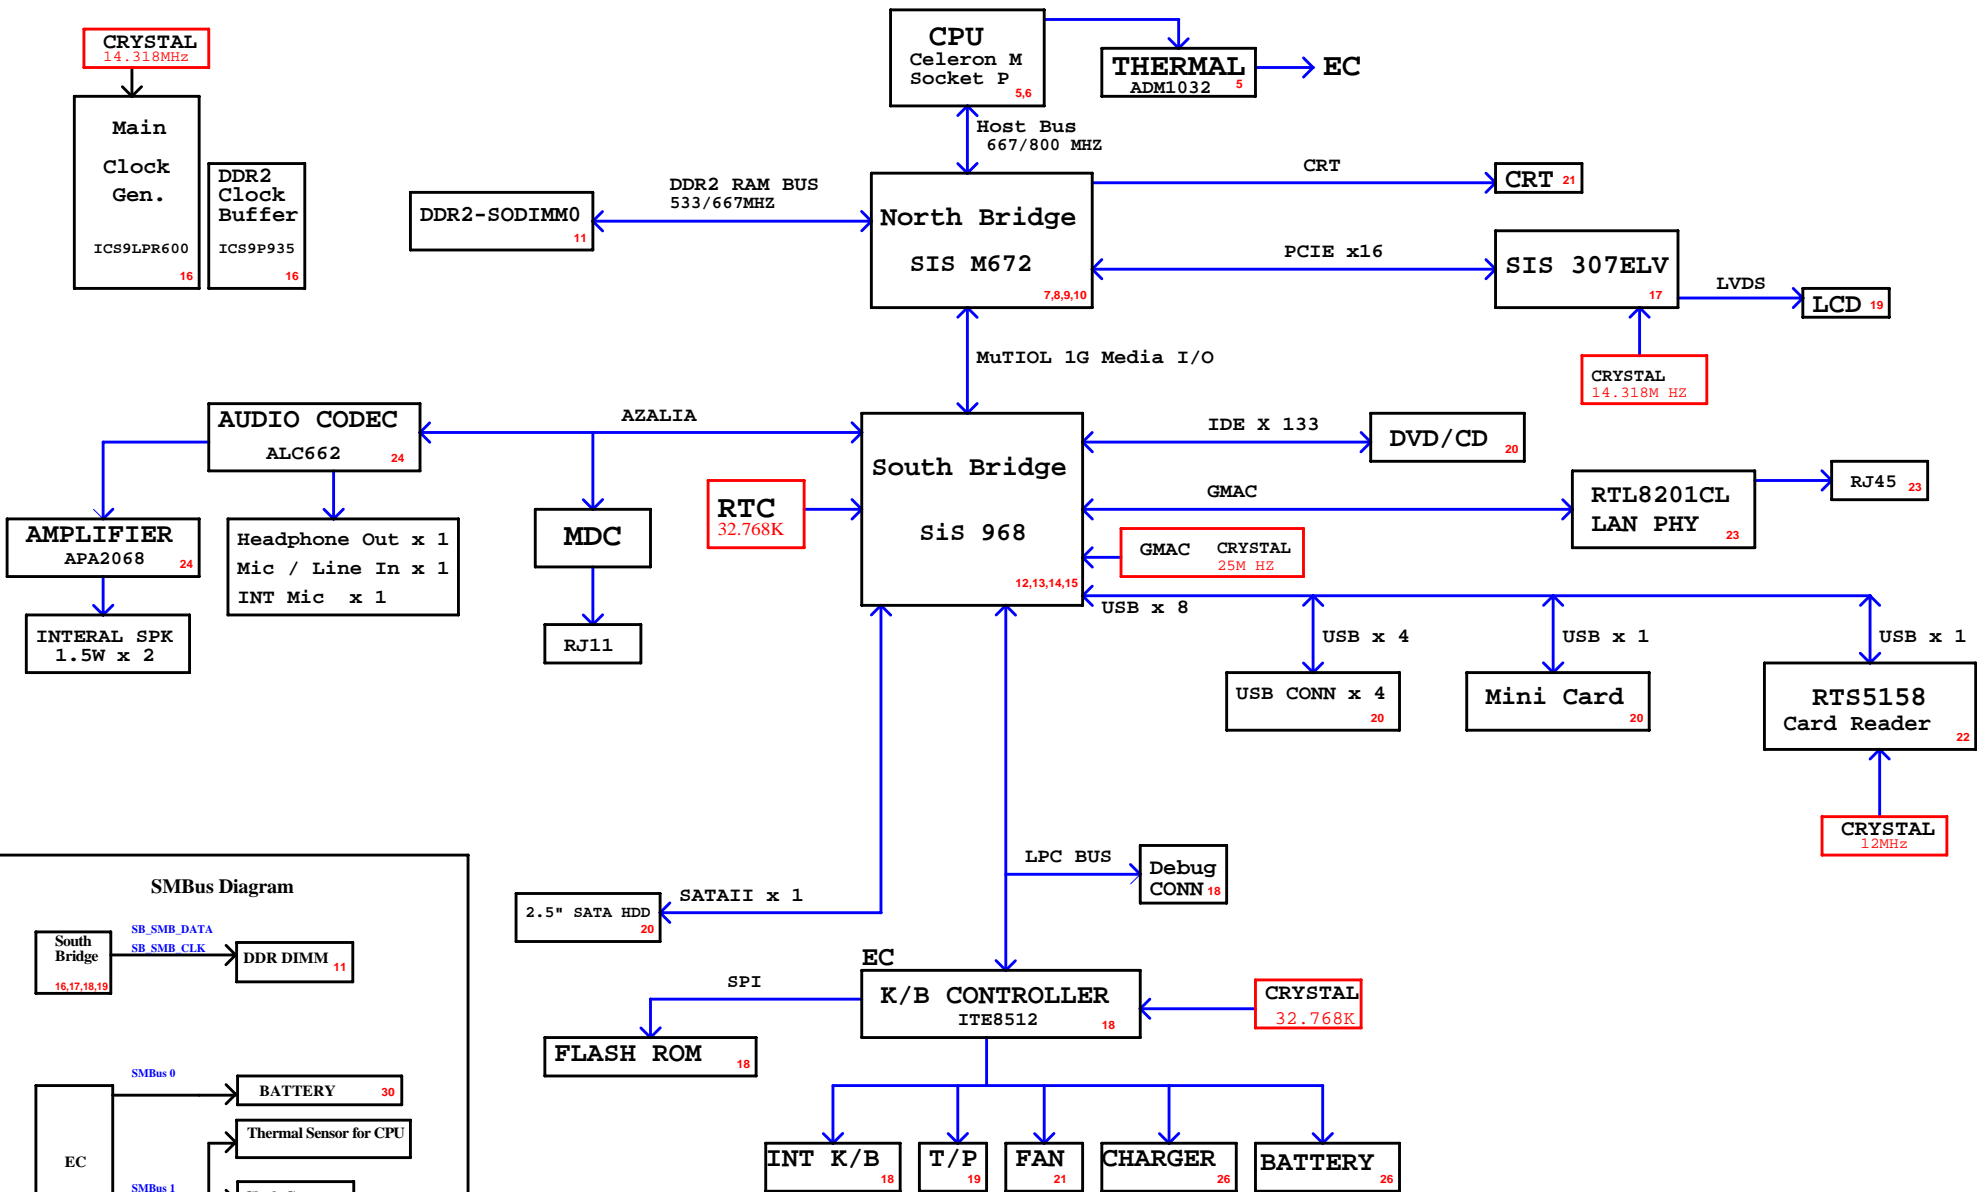 CRYSTAL
14.318MHz
Main
Clock
Gen.
ICS9LPR600
16
DDR2
Clock
Buffer
ICS9P935
16
CPU
Celeron M
Socket P
5,6
THERMAL
ADM1032 5
EC
Host Bus
667/800 MHZ
DDR2-SODIMM0
11
DDR2 RAM BUS
533/667MHZ
North Bridge
SIS M672
7,8,9,10
CRT
CRT 21
PCIE x16
SIS 307ELV
17
LVDS
LCD 19
CRYSTAL
14.318M HZ
MuTIOL 1G Media I/O
AUDIO CODEC
ALC662 24
AZALIA
South Bridge
SiS 968
12,13,14,15
IDE X 133
DVD/CD
20
GMAC
RTL8201CL
LAN PHY
23
RJ45 23
GMAC CRYSTAL
25M HZ
RTC
32.768K
MDC
RJ11
AMPLIFIER
APA2068 24
Headphone Out x 1
Mic / Line In x 1
INT Mic x 1
INTERAL SPK
1.5W x 2
USB x 8
USB x 4
USB x 1
USB x 1
USB CONN x 4
20
Mini Card
20
RTS5158
Card Reader
22
CRYSTAL
12MHz
LPC BUS
Debug
CONN 18
SATAII x 1
2.5" SATA HDD
20
EC
K/B CONTROLLER
ITE8512 18
CRYSTAL
32.768K
SPI
FLASH ROM
18
INT K/B
18
T/P
19
FAN
21
CHARGER
26
BATTERY
26
SMBus Diagram
South
Bridge
16,17,18,19
SB_SMB_DATA
SB_SMB_CLK
DDR DIMM 11
SMBus 0
BATTERY 30
Thermal Sensor for CPU
EC
SMBus 1